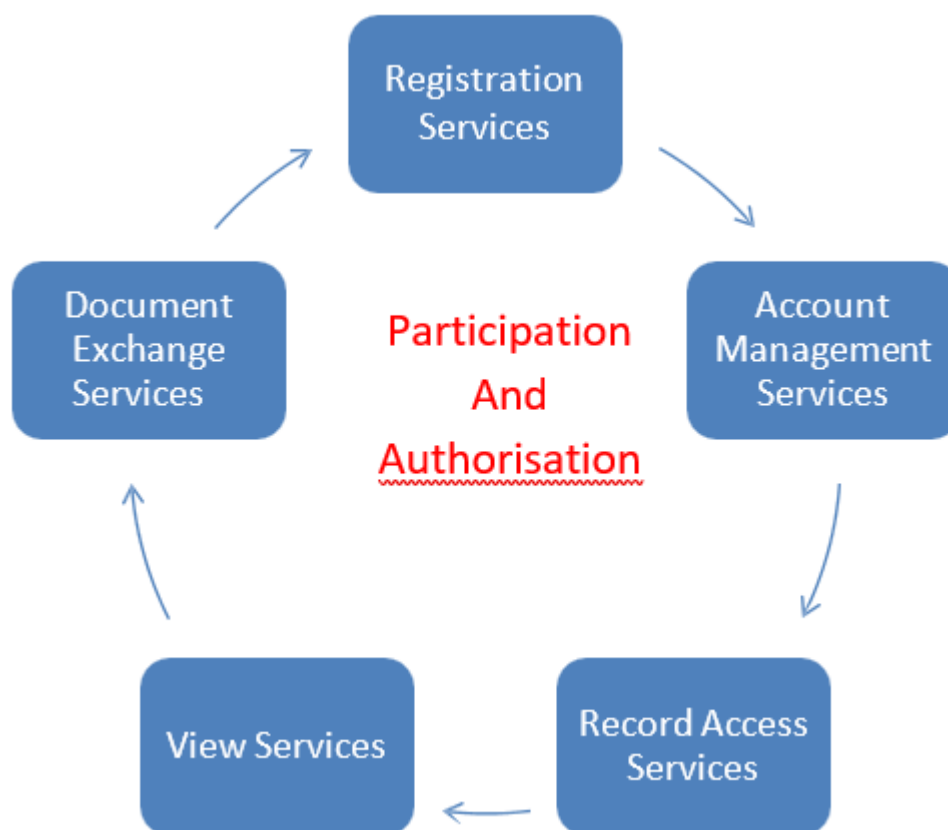 Registration
Services
Document
Exchange
Services
Participation
And
Authorisation
Account
Management
Services
View Services
Record Access
Services